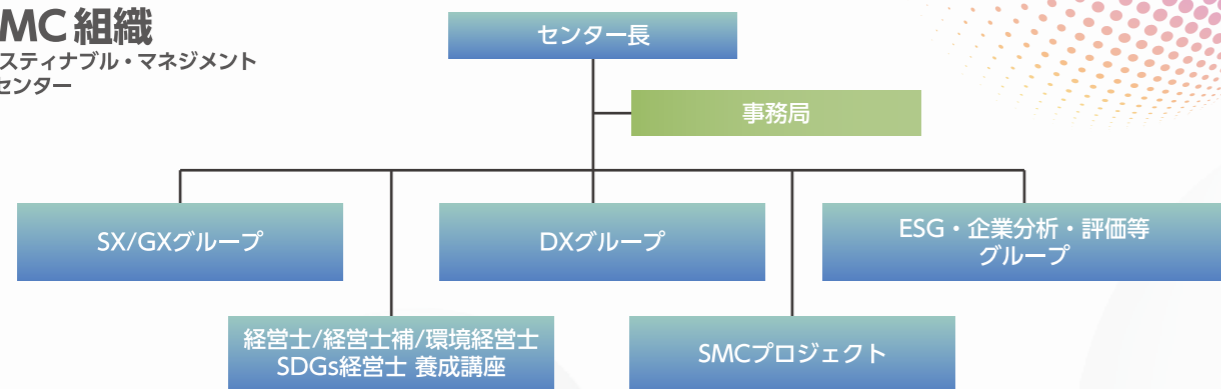 MC 組織
スティナブル・マネジメント
センター
センター長
事務局
SX/GXグループ
DXグループ
ESG・企業分析・評価等
グループ
経営士/経営士補/環境経営士
SDGs経営士 養成講座
SMCプロジェクト